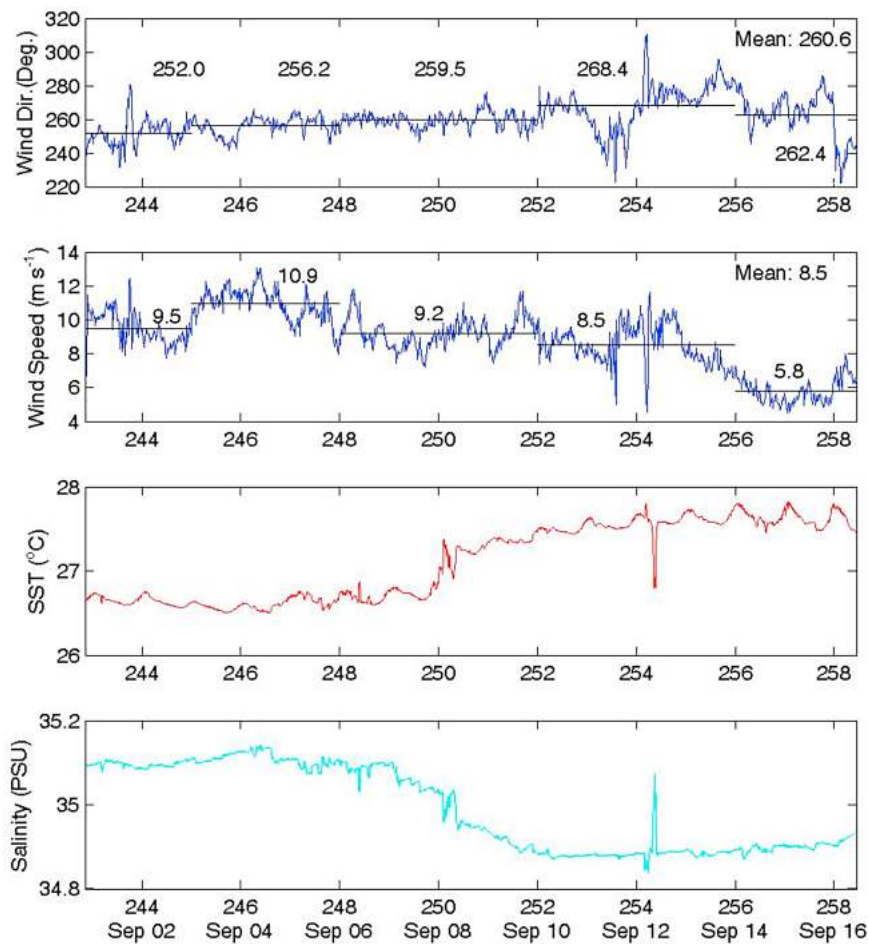 320
300
280
260
240
220
Wind Dir.(Deg.)
252.0 256.2 259.5 268.4 Mean: 260.6
262.4
244 246 248 250 252 254 256 258
14
12
10
8
6
4
Wind Speed (m s-1)
9.5 10.9 9.2 8.5 Mean: 8.5
5.8
244 246 248 250 252 254 256 258
28
27
26
SST (°C)
244 246 248 250 252 254 256 258
35.2
35
34.8
Salinity (PSU)
244 246 248 250 252 254 256 258
Sep 02 Sep 04 Sep 06 Sep 08 Sep 10 Sep 12 Sep 14 Sep 16